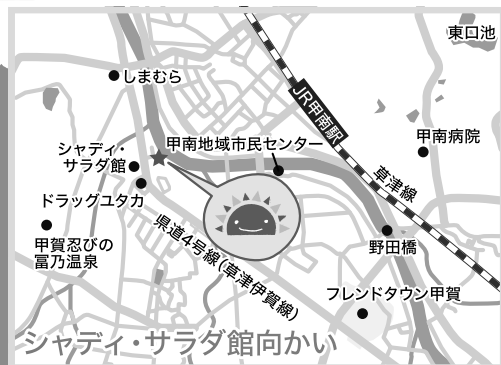 東口池
しまむら
JR甲南駅
甲南病院
甲南地域市民センター
シャディ・
サラダ館
草津線
ドラッグユタカ
県道4号線(草津伊賀線)
野田橋
甲賀忍びの
冨乃温泉
フレンドタウン甲賀
シャディ・サラダ館向かい